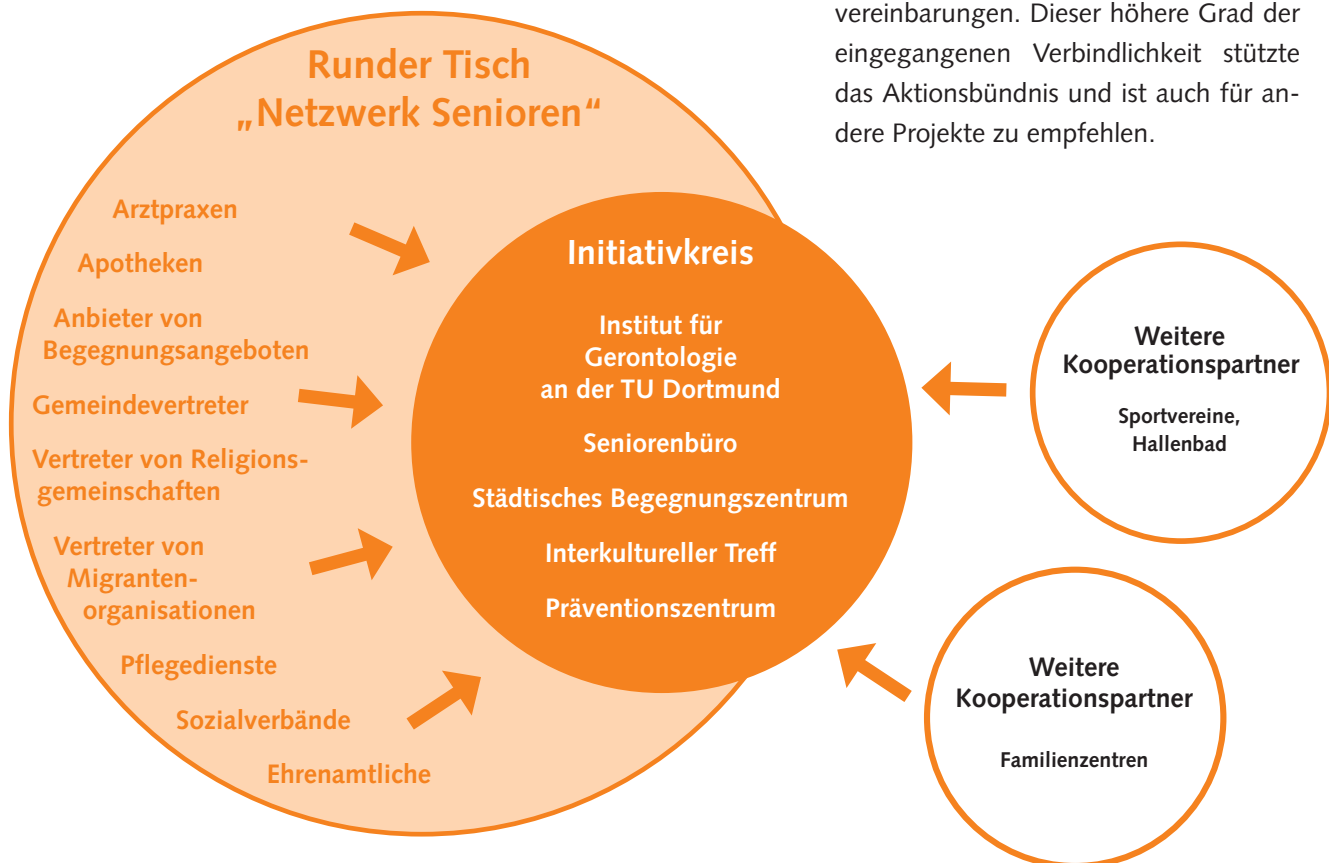 vereinbarungen. Dieser höhere Grad der
eingegangenen Verbindlichkeit stützte
das Aktionsbündnis und ist auch für an-
dere Projekte zu empfehlen.
Runder Tisch
„Netzwerk Senioren“
Arztpraxen
Apotheken
Anbieter von
Begegnungsangeboten
Gemeindevertreter
Vertreter von Religions-
gemeinschaften
Vertreter von
Migranten-
organisationen
Pflegedienste
Sozialverbände
Ehrenamtliche
Initiativkreis
Institut für
Gerontologie
an der TU Dortmund
Seniorenbüro
Städtisches Begegnungszentrum
Interkultureller Treff
Präventionszentrum
Weitere
Kooperationspartner
Sportvereine,
Hallenbad
Weitere
Kooperationspartner
Familienzentren